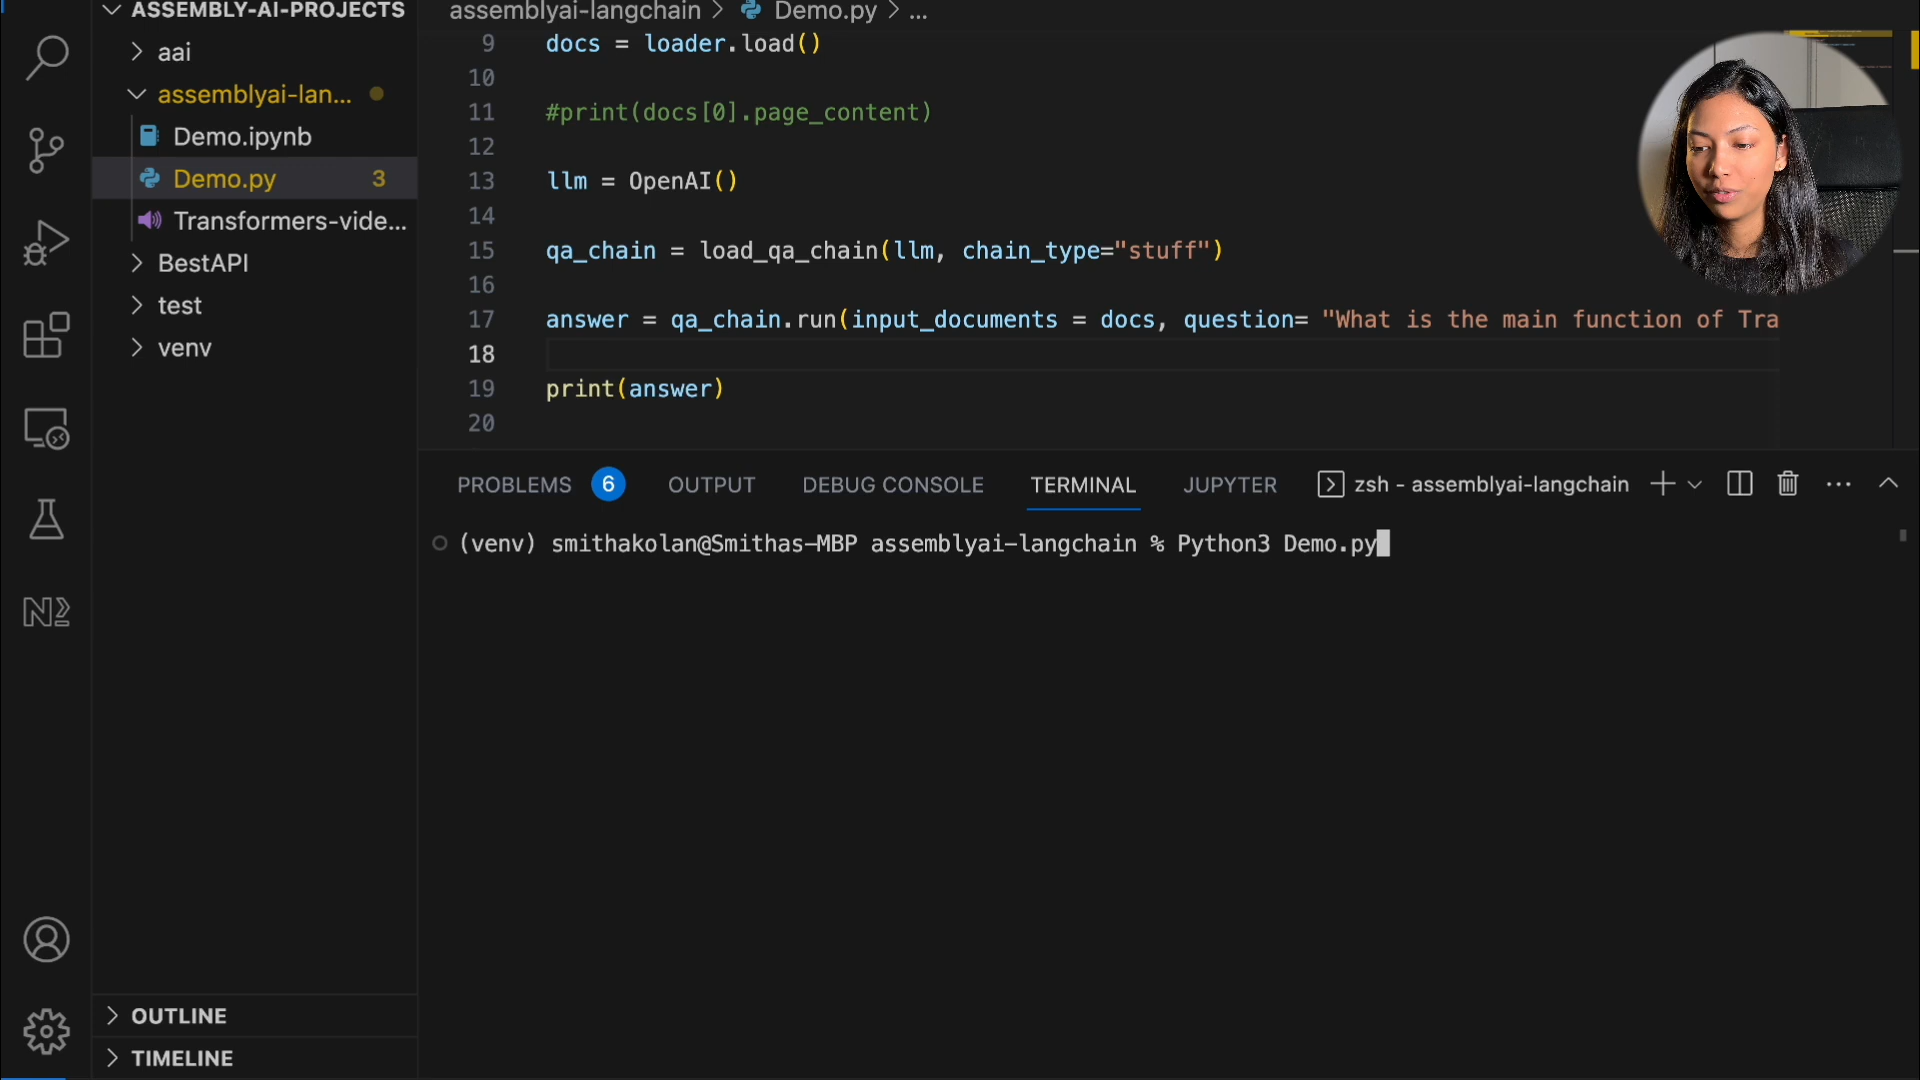 ASSEMBLY-AI-PROJECTS
aai
assemblyai-lan...
Demo.ipynb
Demo.py 3
Transformers-vide...
BestAPI
test
venv
OUTLINE
TIMELINE
assemblyai-langchain > Demo.py > ...
9 docs = loader.load()
10
11 #print(docs[0].page_content)
12
13 llm = OpenAI()
14
15 qa_chain = load_qa_chain(llm, chain_type="stuff")
16
17 answer = qa_chain.run(input_documents = docs, question= "What is the main function of Tra
18
19 print(answer)
20
PROBLEMS 6 OUTPUT DEBUG CONSOLE TERMINAL JUPYTER zsh - assemblyai-langchain
(venv) smithakolan@Smithas-MBP assemblyai-langchain % Python3 Demo.py